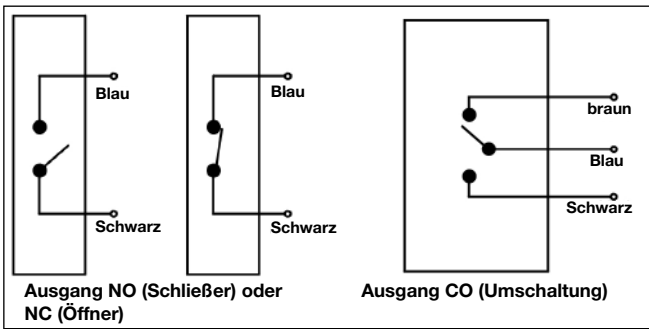 Blau
Schwarz
Blau
Schwarz
braun
Blau
Schwarz
Ausgang NO (Schließer) oder
NC (Öffner)
Ausgang CO (Umschaltung)